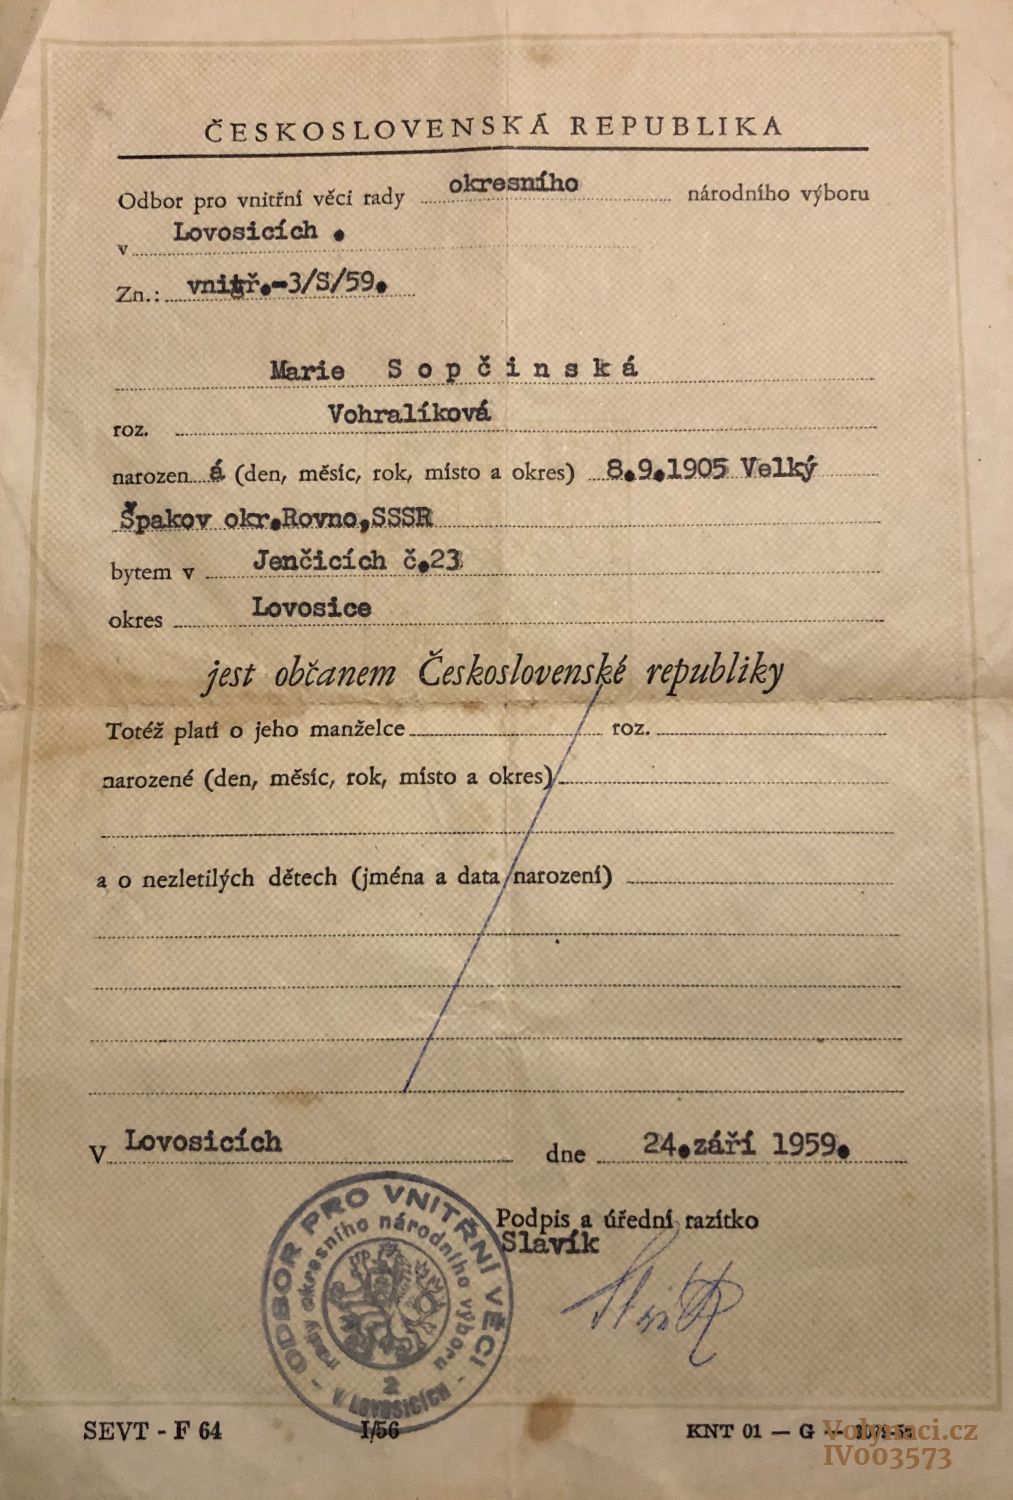 ČESKOSLOVENSKÁ REPUBLIKA
Odbor pro vnitřní věci rady okresního národního výboru
v Lovosicích .
Zn.: vnitř.-3/S/59.
Marie Sopčinská
roz. Vohralíková
narozen á (den, měsíc, rok, místo a okres) 8.9.1905 Velký
Špakov okr.Rovno,SSSR
bytem v Jenčicích č.23
okres Lovosice
jest občanem Československé republiky
Totéž platí o jeho manželce roz.
narozené (den, měsíc, rok, místo a okres)
a o nezletilých dětech (jména a data narození)
V Lovosicích dne 24.září 1959.
Podpis a úřední razítko
Slavík
ODBOR PRO VNITŘNÍ VĚCI
rady okresního národního výboru
2
V LOVOSICÍCH
SEVT - F 64 I/56 KNT 01 — G —
Volynaci.cz
IV003573